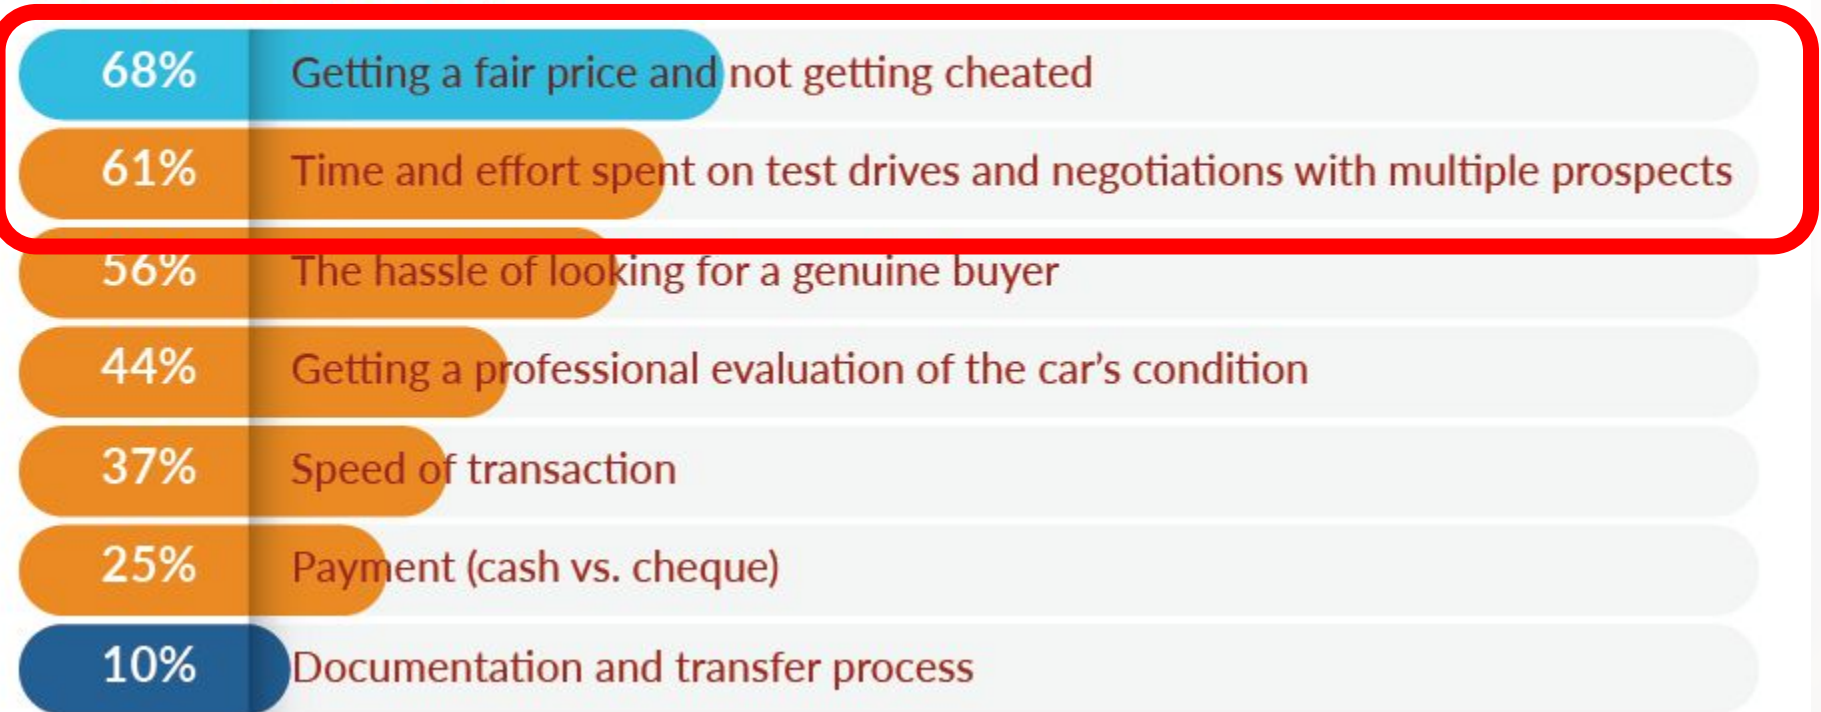 68% Getting a fair price and not getting cheated
61% Time and effort spent on test drives and negotiations with multiple prospects
56% The hassle of looking for a genuine buyer
44% Getting a professional evaluation of the car’s condition
37% Speed of transaction
25% Payment (cash vs. cheque)
10% Documentation and transfer process